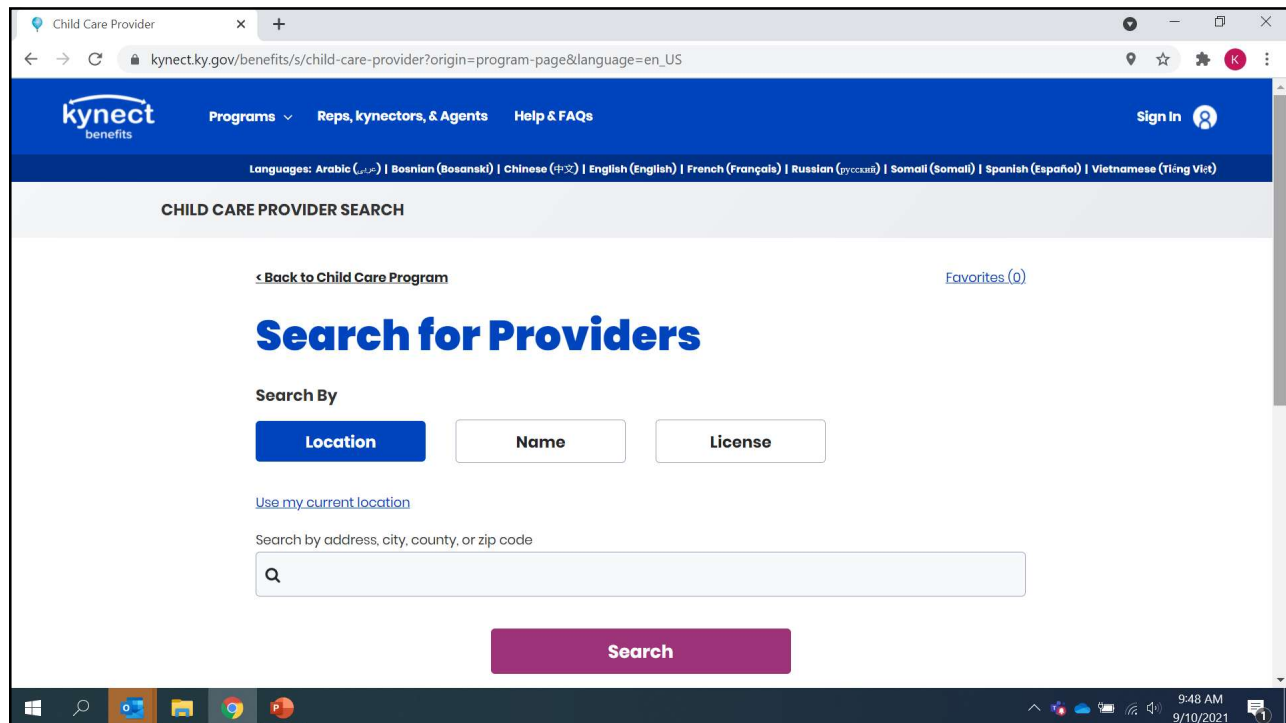 Child Care Provider
kynect.ky.gov/benefits/s/child-care-provider?origin=program-page&language=en_US
K
kynect
benefits
Programs
Reps, kynectors, & Agents
Help & FAQs
Sign In
Languages: Arabic (عربى) | Bosnian (Bosanski) | Chinese (中文) | English (English) | French (Français) | Russian (русский) | Somali (Somali) | Spanish (Español) | Vietnamese (Tiếng Việt)
CHILD CARE PROVIDER SEARCH
< Back to Child Care Program
Favorites (0)
Search for Providers
Search By
Location
Name
License
Use my current location
Search by address, city, county, or zip code
Search
9:48 AM
9/10/2021
1